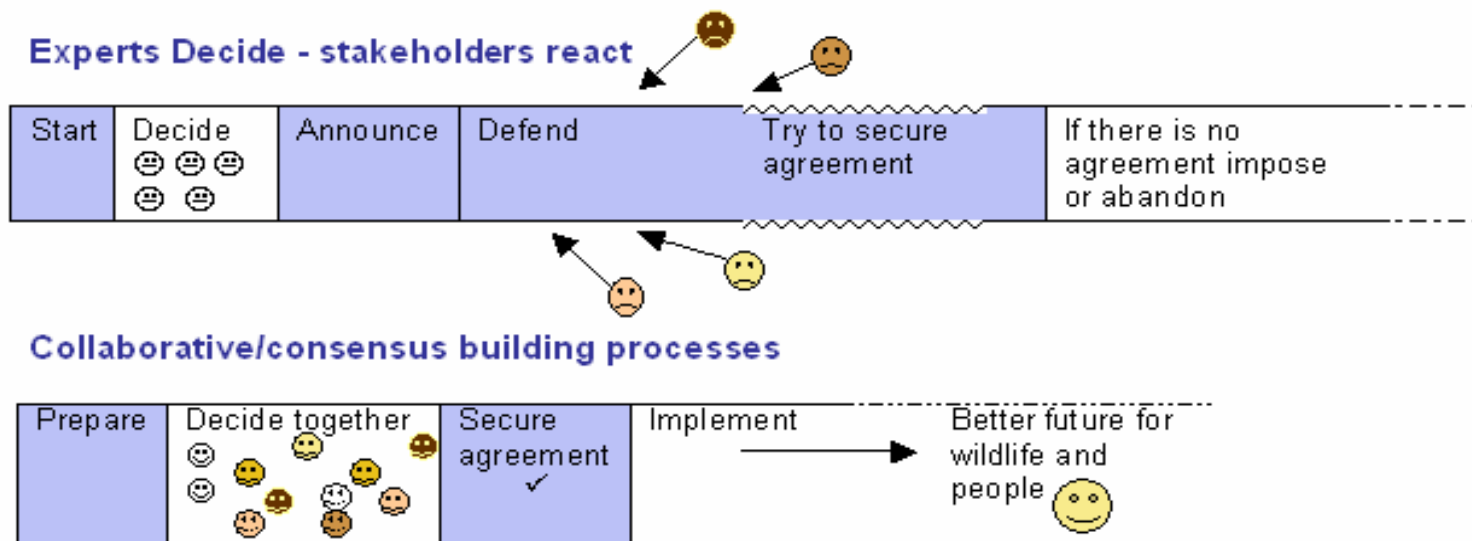 Experts Decide - stakeholders react
Start
Decide
Announce
Defend
Try to secure
agreement
If there is no
agreement impose
or abandon
Collaborative/consensus building processes
Prepare
Decide together
Secure
agreement
Implement
Better future for
wildlife and
people